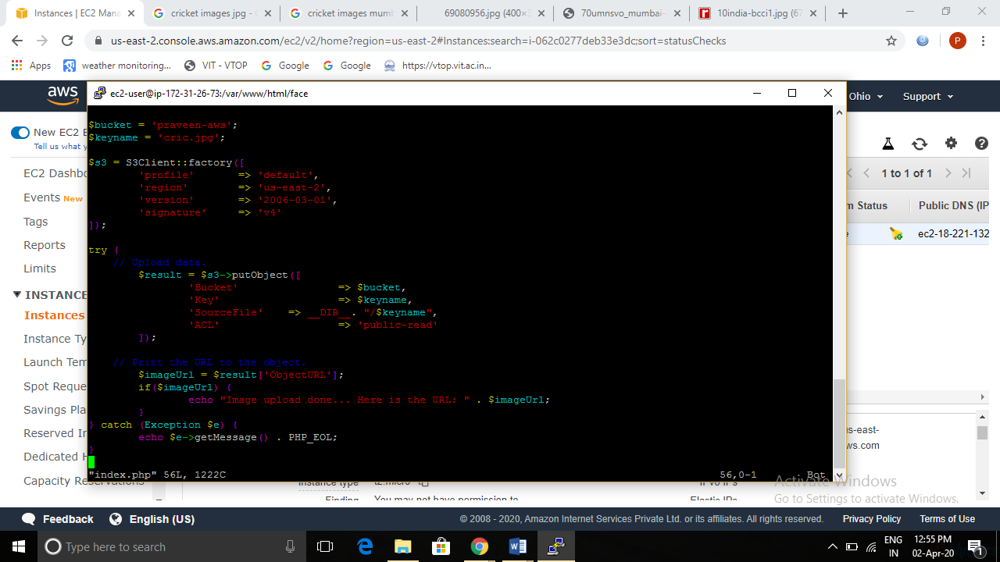 Instances | EC2 Mana
cricket images jpg - G
cricket images mumb
69080956.jpg (400×3
70umnsvo_mumbai-
10india-bcci1.jpg (67
us-east-2.console.aws.amazon.com/ec2/v2/home?region=us-east-2#Instances:search=i-062c0277deb33e3dc;sort=statusChecks
P
Apps
weather monitoring...
VIT - VTOP
Google
Google
https://vtop.vit.ac.in...
aws
Ohio
Support
ec2-user@ip-172-31-26-73:/var/www/html/face
New EC2 E
Tell us what y
EC2 Dashbo
Events New
Tags
Reports
Limits
INSTANCE
Instances
Instance Ty
Launch Tem
Spot Reque
Savings Pla
Reserved In
Dedicated H
Capacity Reservations
$bucket = 'praveen-aws';
$keyname = 'cric.jpg';
$s3 = S3Client::factory([
'profile' => 'default',
'region' => 'us-east-2',
'version' => '2006-03-01',
'signature' => 'v4'
]);
try {
// Upload data.
$result = $s3->putObject([
'Bucket' => $bucket,
'Key' => $keyname,
'SourceFile' => __DIR__. "/$keyname",
'ACL' => 'public-read'
]);
// Print the URL to the object.
$imageUrl = $result['ObjectURL'];
if($imageUrl) {
echo "Image upload done... Here is the URL: " . $imageUrl;
}
} catch (Exception $e) {
echo $e->getMessage() . PHP_EOL;
}
"index.php" 56L, 1222C 56,0-1 Bot
1 to 1 of 1
m Status
Public DNS (IP
ec2-18-221-132
us-east-
ws.com
Instance type
t2.micro
IPv6 IPs
Finding
You may not have permission to
Elastic IPs
Activate Windows
Go to Settings to activate Windows.
Feedback
English (US)
© 2008 - 2020, Amazon Internet Services Private Ltd. or its affiliates. All rights reserved.
Privacy Policy
Terms of Use
Type here to search
ENG
IN
12:55 PM
02-Apr-20
1